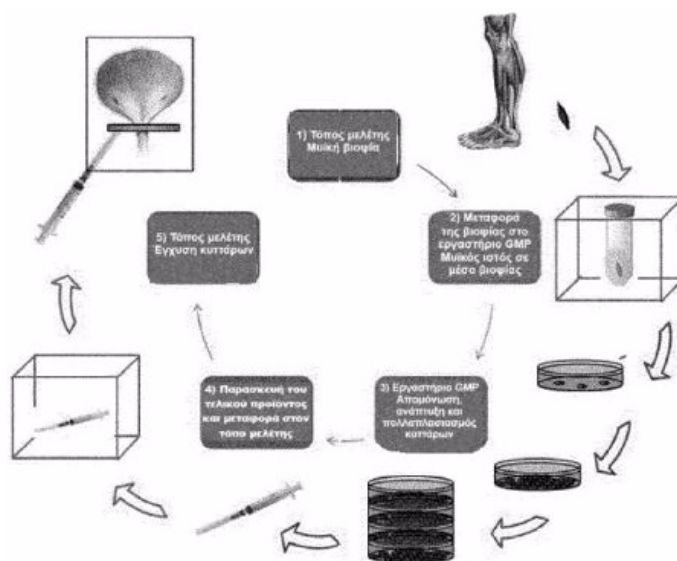 1) Τόπος μελέτης
Μυϊκή βιοψία
2) Μεταφορά
της βιοψίας στο
εργαστήριο GMP
Μυϊκός ιστός σε
μέσο βιοψίας
3) Εργαστήριο GMP
Απομόνωση,
ανάπτυξη και
πολλαπλασιασμός
κυττάρων
4) Παρασκευή του
τελικού προϊόντος
και μεταφορά στον
τόπο μελέτης
5) Τόπος μελέτης
Έγχυση κυττάρων